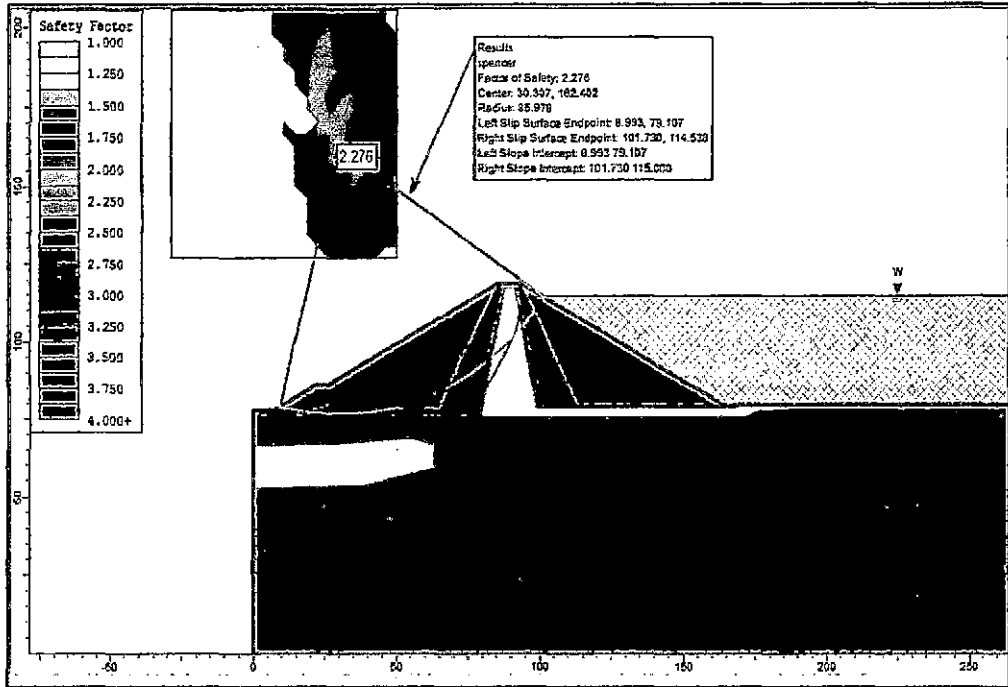 Safety Factor
1.000
1.250
1.500
1.750
2.000
2.250
2.500
2.750
3.000
3.250
3.500
3.750
4.000+
2.276
Results
spencer
Factor of Safety: 2.276
Center: 30.307, 162.402
Radius: 85.978
Left Slip Surface Endpoint: 8.993, 79.107
Right Slip Surface Endpoint: 101.730, 114.538
Left Slope Intercept: 8.993 79.107
Right Slope Intercept: 101.730 115.000
W
200
150
100
50
-50
0
50
100
150
200
250